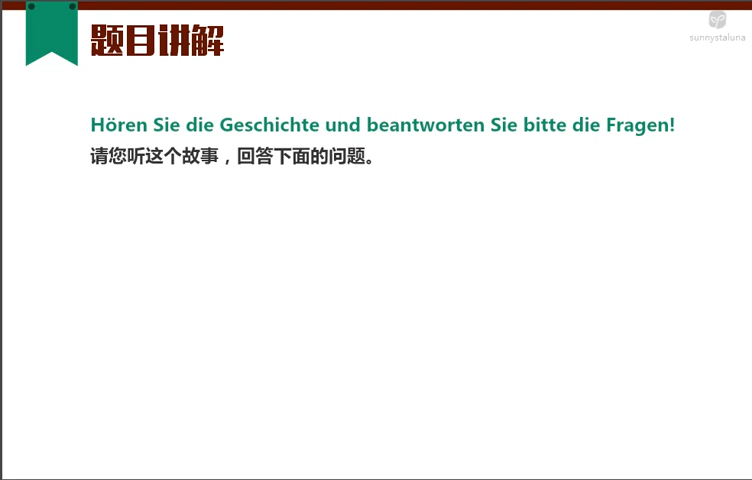 题目讲解
sunnystaluna
Hören Sie die Geschichte und beantworten Sie bitte die Fragen!
请您听这个故事，回答下面的问题。